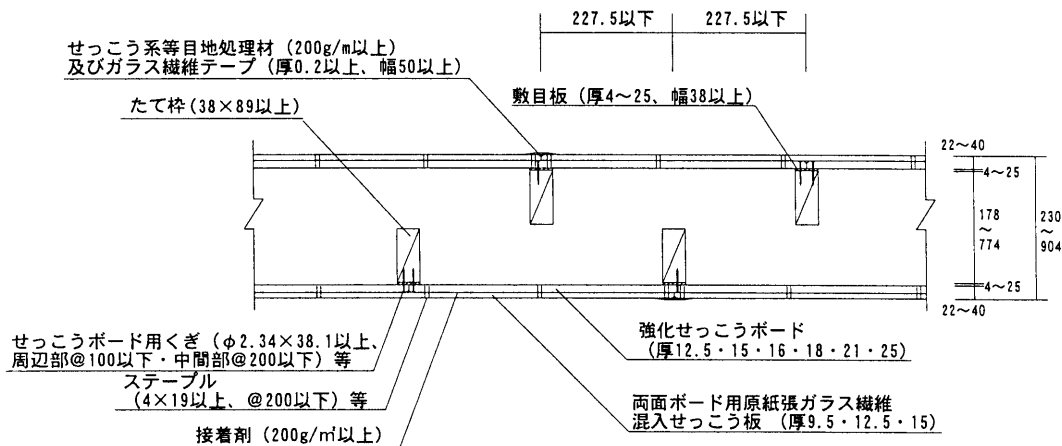 227.5以下
227.5以下
せっこう系等目地処理材(200g/m以上)
及びガラス繊維テープ(厚0.2以上、幅50以上)
敷目板(厚4~25、幅38以上)
たて枠(38×89以上)
22~40
4~25
178
~
774
230
~
904
4~25
22~40
せっこうボード用くぎ(φ2.34×38.1以上、
周辺部@100以下・中間部@200以下)等
ステープル
(4×19以上、@200以下)等
接着剤(200g/㎡以上)
強化せっこうボード
(厚12.5・15・16・18・21・25)
両面ボード用原紙張ガラス繊維
混入せっこう板(厚9.5・12.5・15)